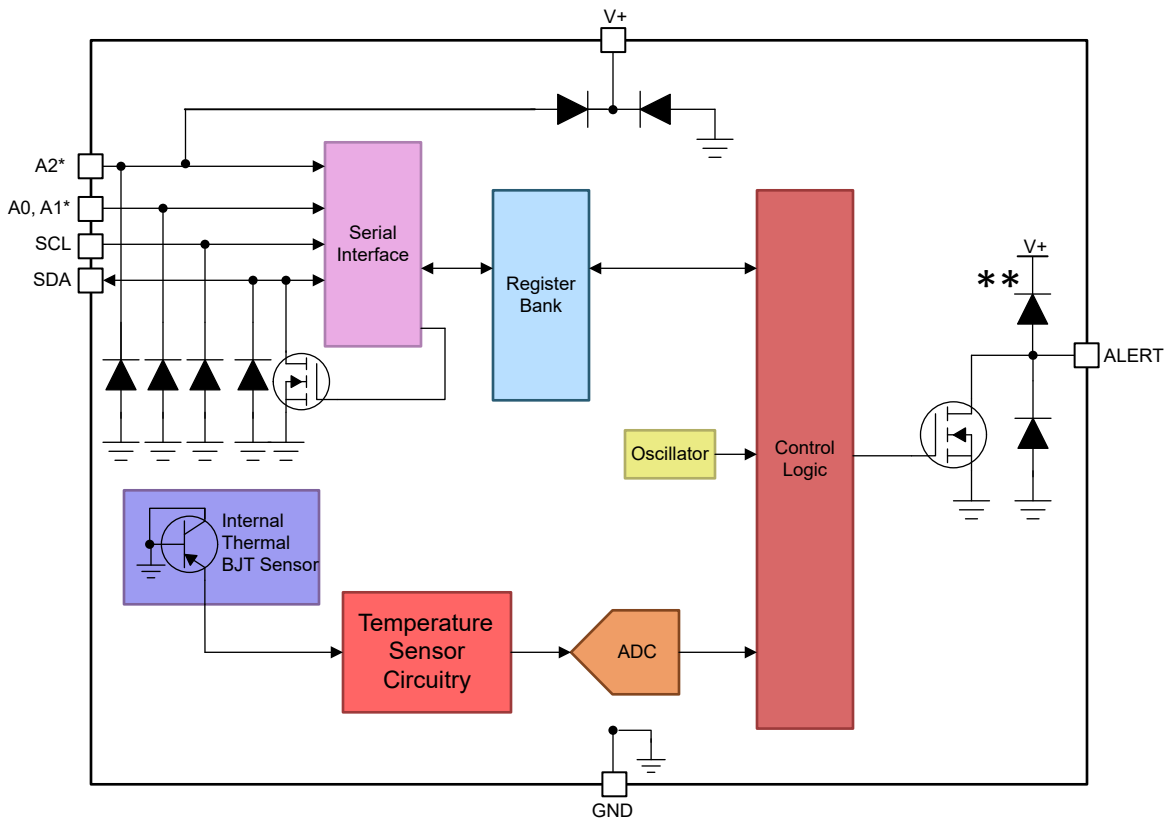 V+
A2*
A0, A1*
SCL
SDA
Serial
Interface
Register
Bank
V+
**
ALERT
Oscillator
Control
Logic
Internal
Thermal
BJT Sensor
Temperature
Sensor
Circuitry
ADC
GND